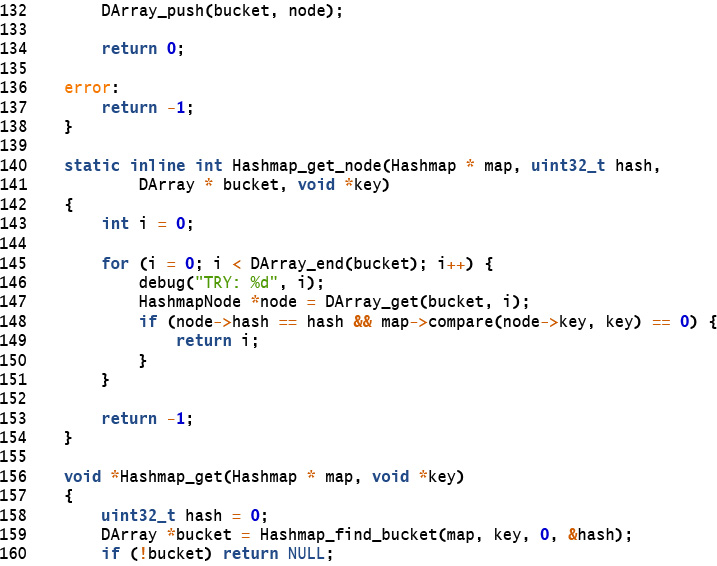 132        DArray_push(bucket, node);
133
134        return 0;
135
136    error:
137        return -1;
138    }
139
140    static inline int Hashmap_get_node(Hashmap * map, uint32_t hash,
141            DArray * bucket, void *key)
142    {
143        int i = 0;
144
145        for (i = 0; i < DArray_end(bucket); i++) {
146            debug("TRY: %d", i);
147            HashmapNode *node = DArray_get(bucket, i);
148            if (node->hash == hash && map->compare(node->key, key) == 0) {
149                return i;
150            }
151        }
152
153        return -1;
154    }
155
156    void *Hashmap_get(Hashmap * map, void *key)
157    {
158        uint32_t hash = 0;
159        DArray *bucket = Hashmap_find_bucket(map, key, 0, &hash);
160        if (!bucket) return NULL;